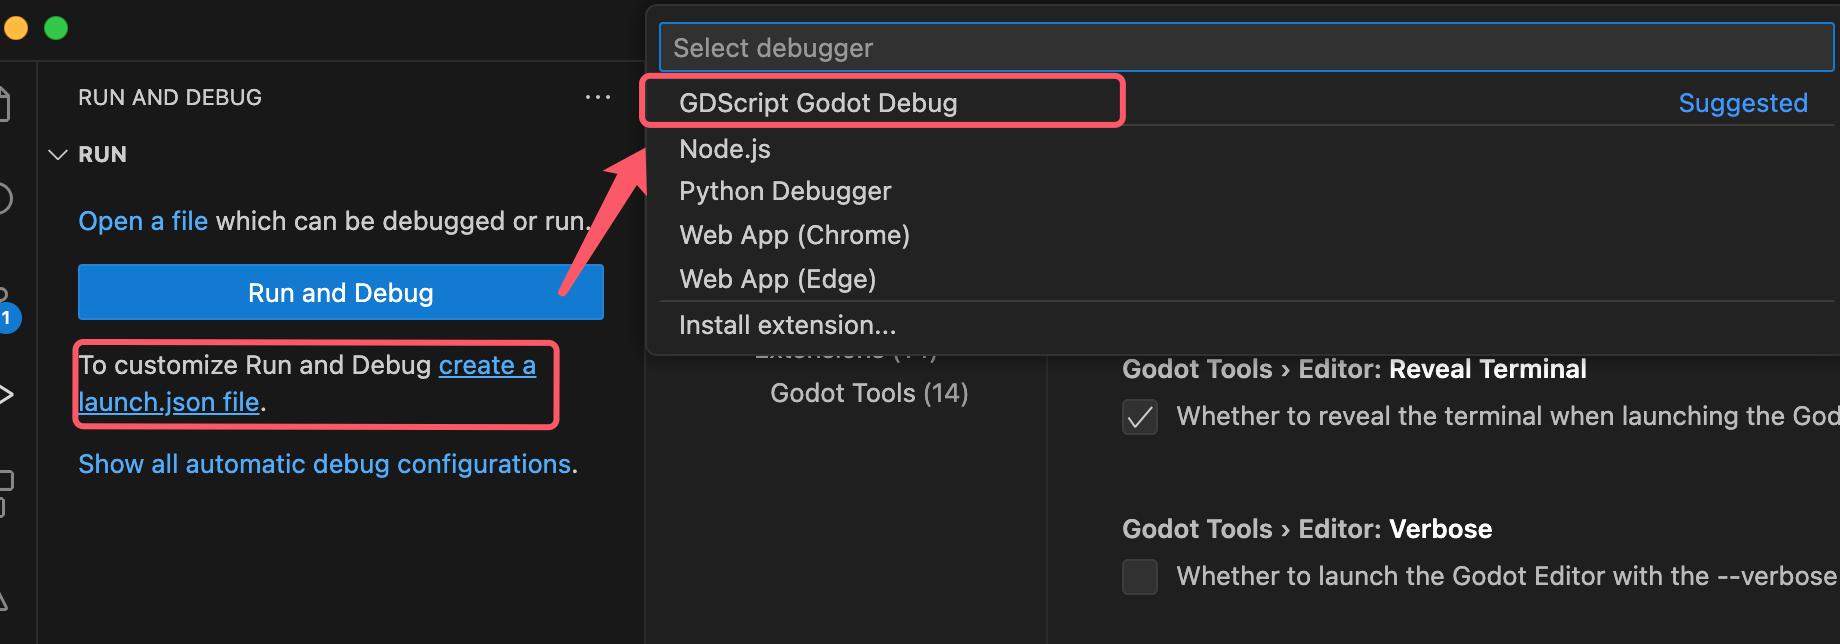 Select debugger
GDScript Godot Debug
Suggested
Node.js
Python Debugger
Web App (Chrome)
Web App (Edge)
Install extension...
RUN AND DEBUG
RUN
Open a file which can be debugged or run.
Run and Debug
1
To customize Run and Debug create a
launch.json file.
Show all automatic debug configurations.
Godot Tools (14)
Godot Tools › Editor: Reveal Terminal
Whether to reveal the terminal when launching the God
Godot Tools › Editor: Verbose
Whether to launch the Godot Editor with the --verbose